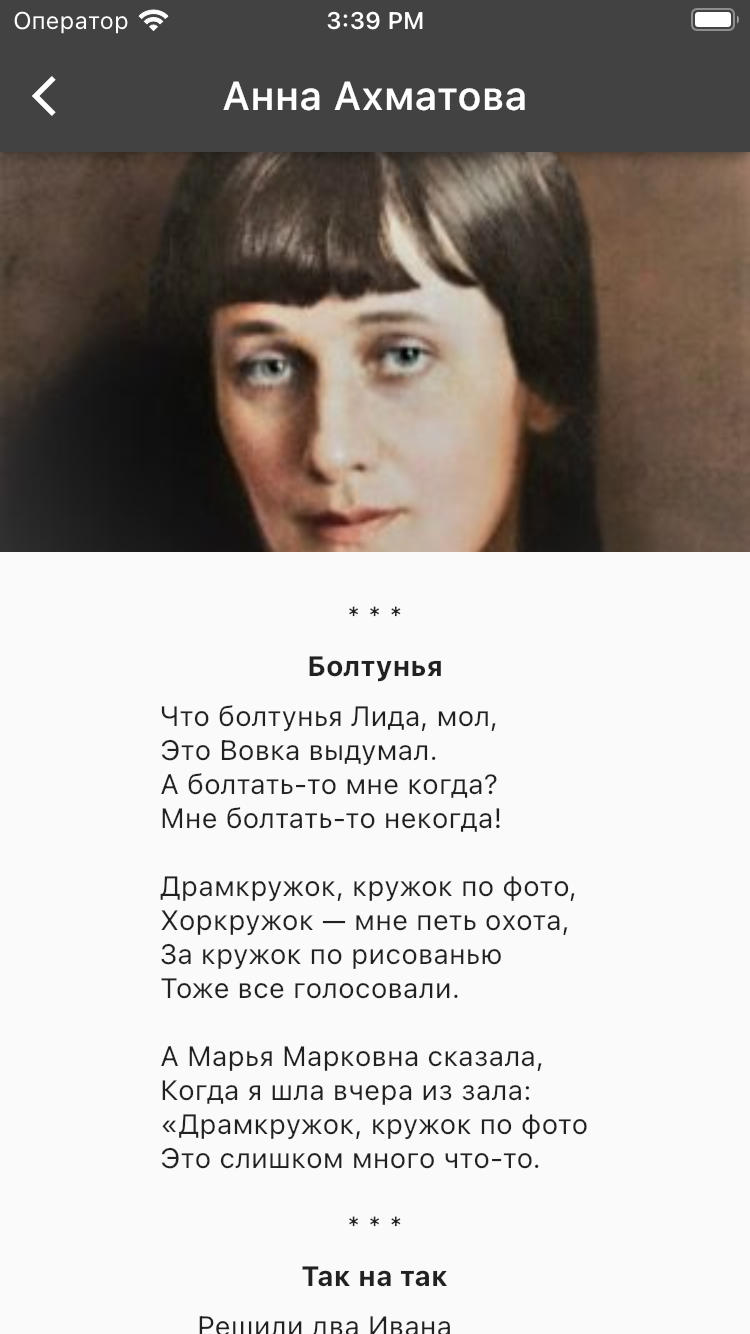 Оператор 3:39 PM
Анна Ахматова
* * *
Болтунья
Что болтунья Лида, мол,
Это Вовка выдумал.
А болтать-то мне когда?
Мне болтать-то некогда!
Драмкружок, кружок по фото,
Хоркружок — мне петь охота,
За кружок по рисованью
Тоже все голосовали.
А Марья Марковна сказала,
Когда я шла вчера из зала:
«Драмкружок, кружок по фото
Это слишком много что-то.
* * *
Так на так
Решили два Ивана